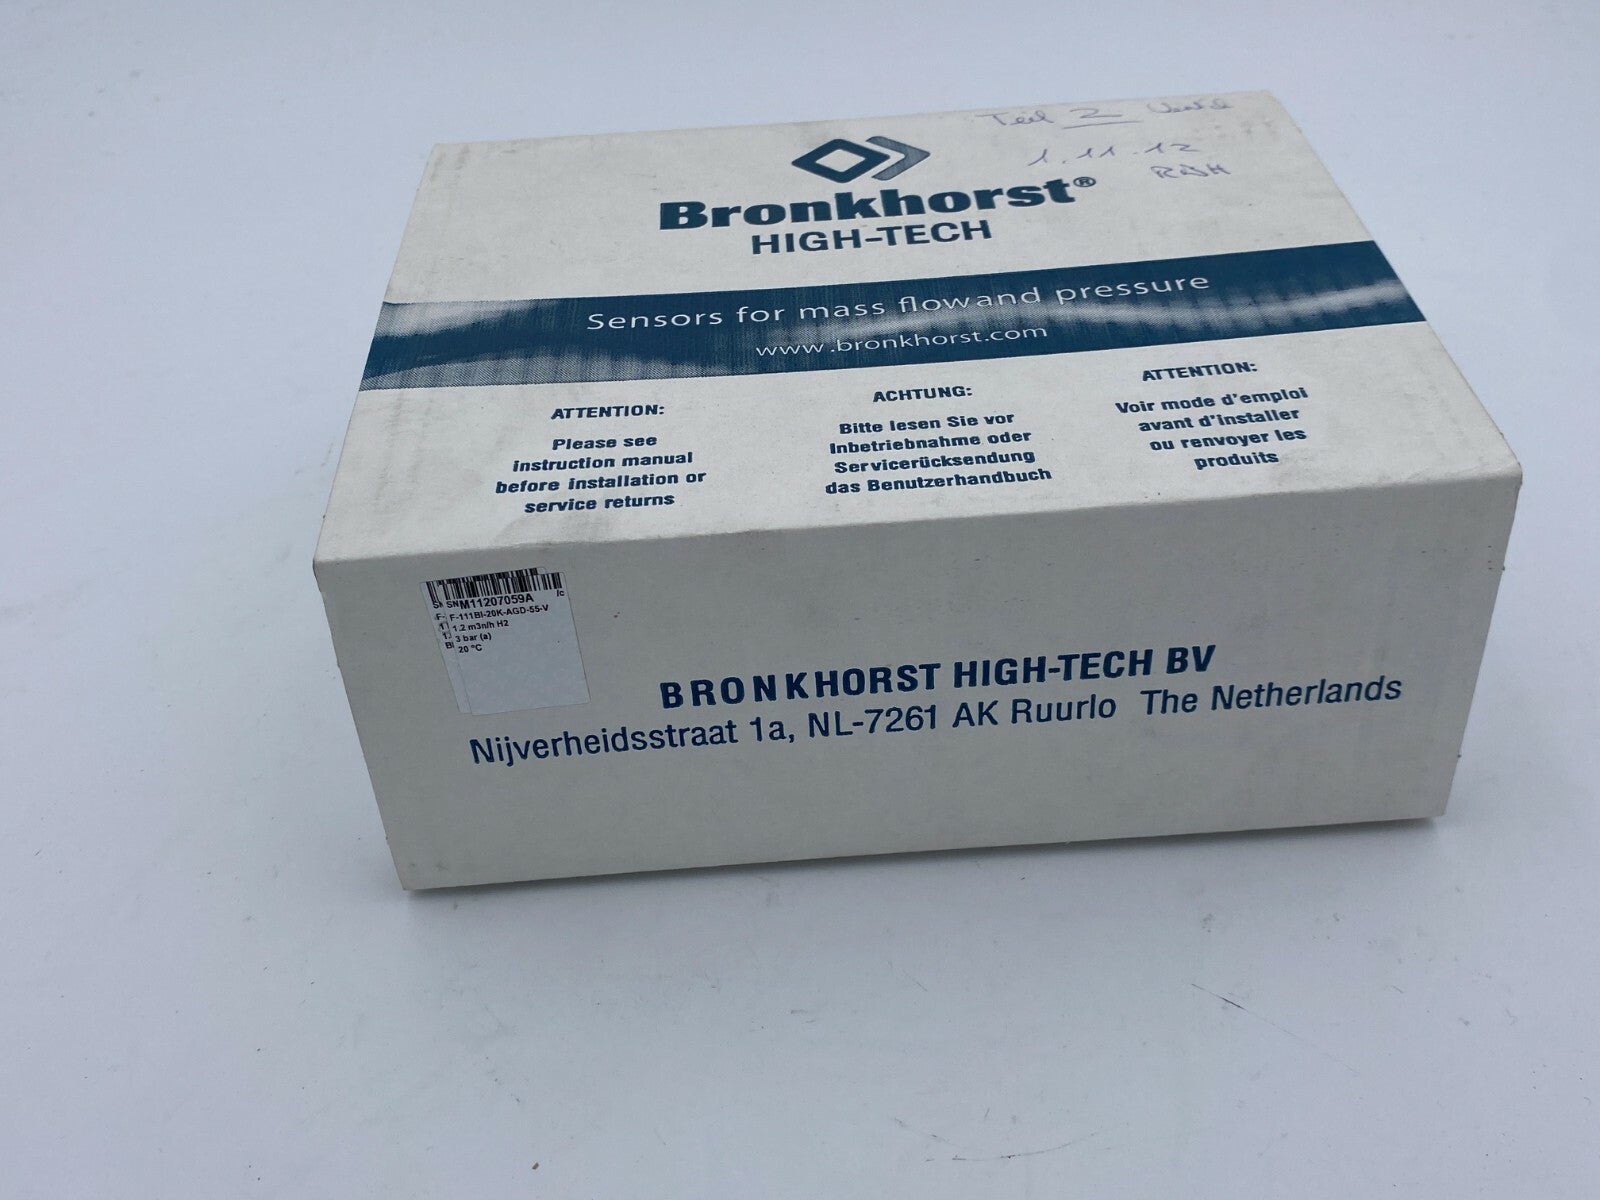 Teil 2
1.11.12
Bronkhorst®
HIGH-TECH
Sensors for mass flow and pressure
www.bronkhorst.com
ATTENTION:
Please see
instruction manual
before installation or
service returns
ACHTUNG:
Bitte lesen Sie vor
Inbetriebnahme oder
Servicerücksendung
das Benutzerhandbuch
ATTENTION:
Voir mode d'emploi
avant d'installer
ou renvoyer les
produits
SNM11207059A
F-111BI-20K-AGD-55-V
1.2 m3n/h H2
3 bar (a)
20 °C
BRONKHORST HIGH-TECH BV
Nijverheidsstraat 1a, NL-7261 AK Ruurlo The Netherlands